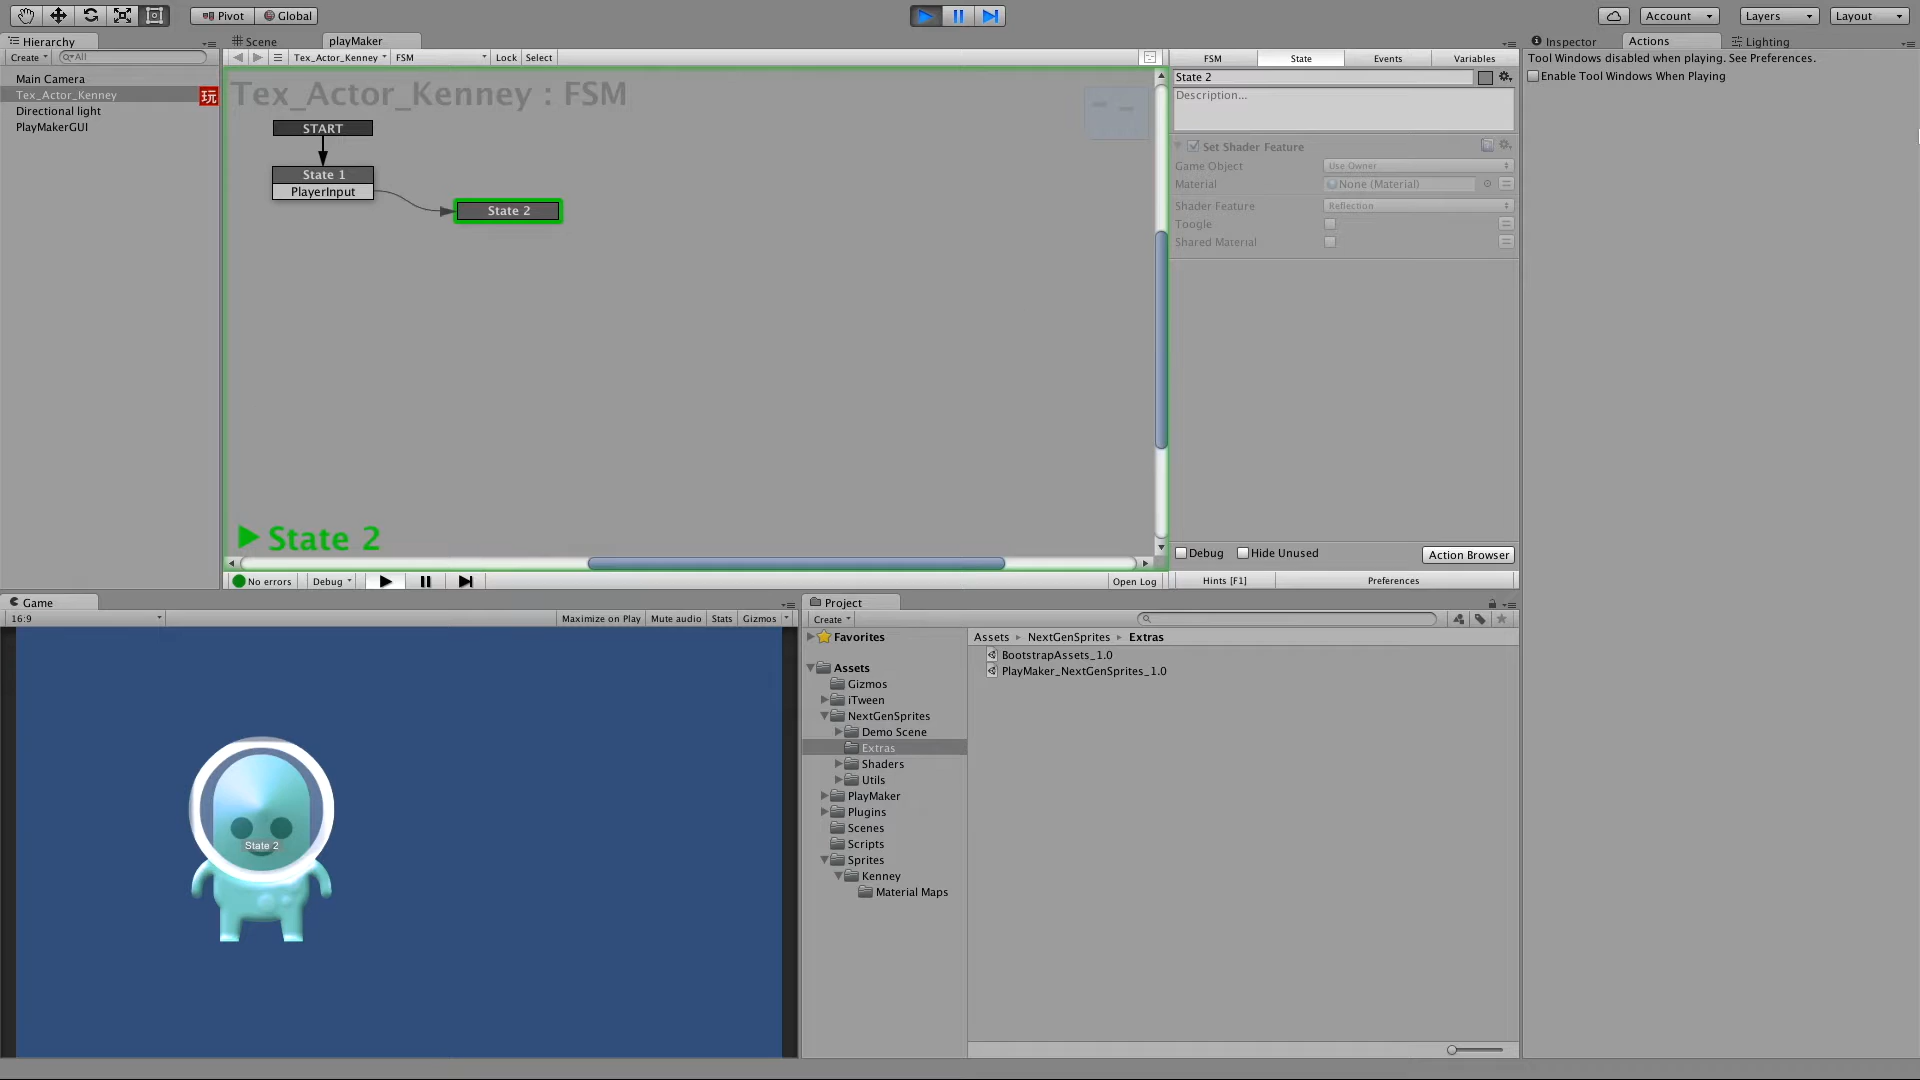 Pivot
Global
Account
Layers
Layout
Hierarchy
Create
All
Main Camera
Tex_Actor_Kenney
玩
Directional light
PlayMakerGUI
Scene
playMaker
Tex_Actor_Kenney
FSM
Lock
Select
Tex_Actor_Kenney : FSM
START
State 1
PlayerInput
State 2
State 2
No errors
Debug
Open Log
FSM
State
Events
Variables
State 2
Description...
Set Shader Feature
Game Object
Use Owner
Material
None (Material)
Shader Feature
Reflection
Toogle
Shared Material
Debug
Hide Unused
Action Browser
Hints [F1]
Preferences
Inspector
Actions
Lighting
Tool Windows disabled when playing. See Preferences.
Enable Tool Windows When Playing
Game
16:9
Maximize on Play
Mute audio
Stats
Gizmos
State 2
Project
Create
Favorites
Assets
Gizmos
iTween
NextGenSprites
Demo Scene
Extras
Shaders
Utils
PlayMaker
Plugins
Scenes
Scripts
Sprites
Kenney
Material Maps
Assets
NextGenSprites
Extras
BootstrapAssets_1.0
PlayMaker_NextGenSprites_1.0